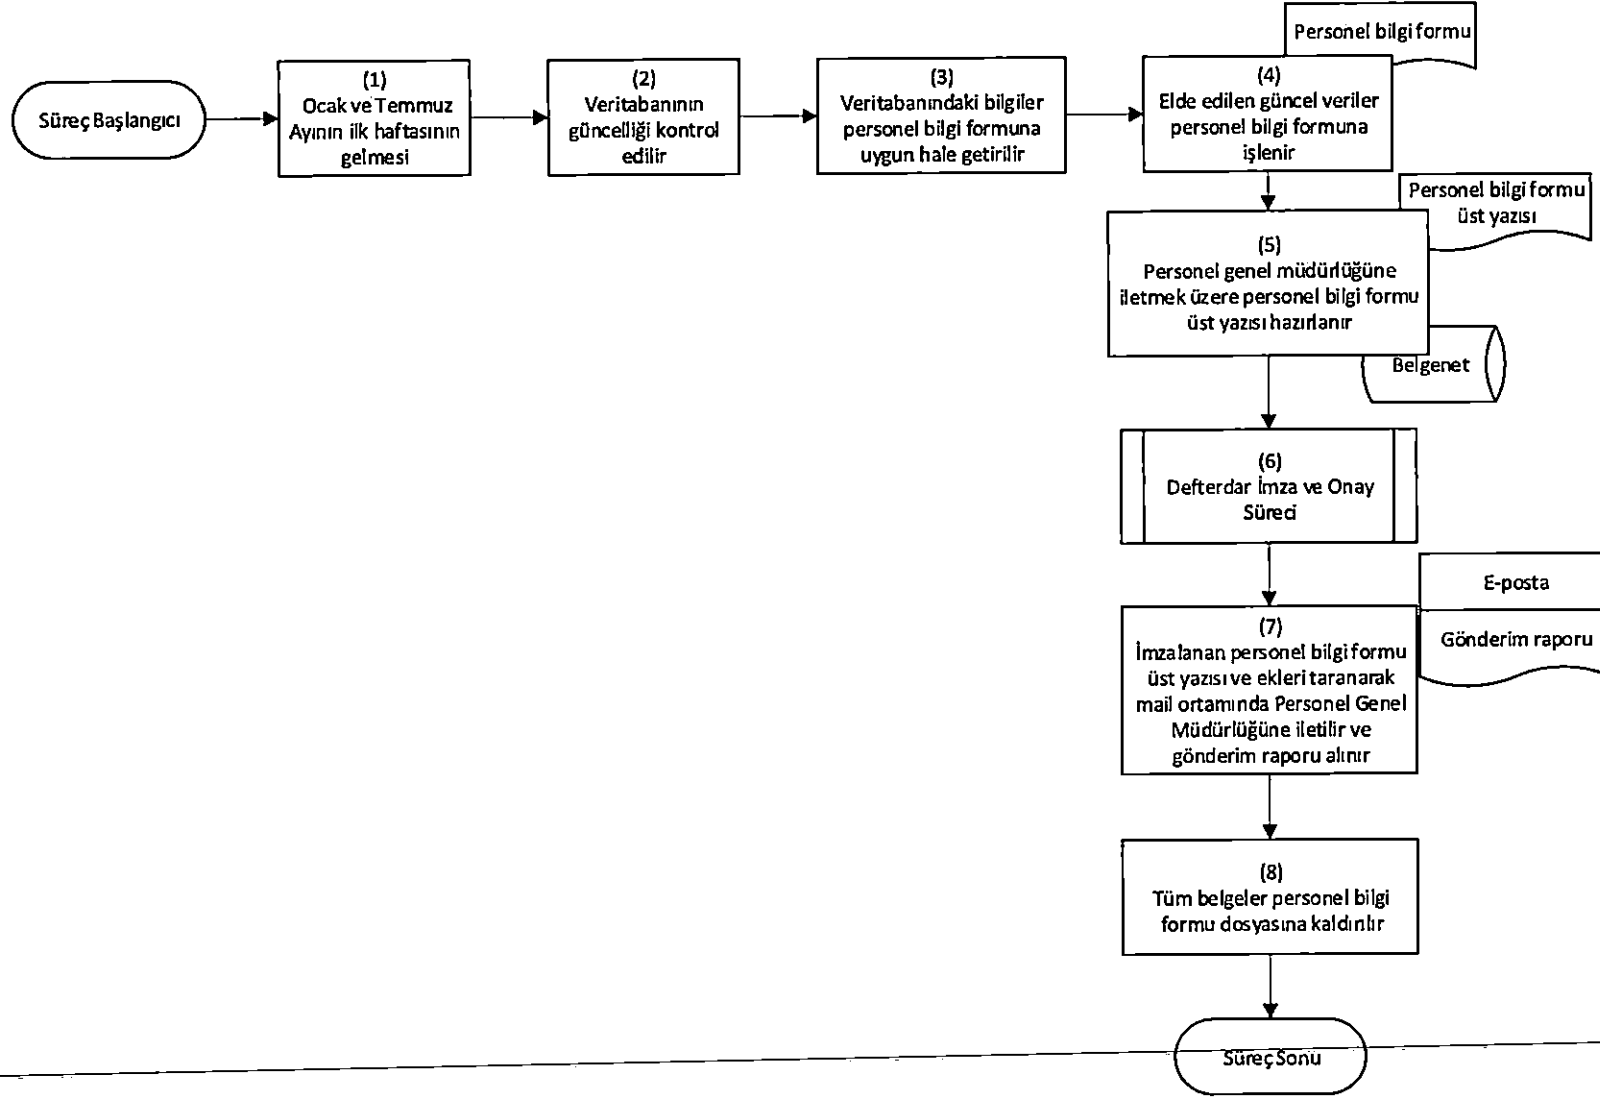 Süreç Başlangıcı
(1)
Ocak ve Temmuz
Ayının ilk haftasının
gelmesi
(2)
Veritabanının
güncelliği kontrol
edilir
(3)
Veritabanındaki bilgiler
personel bilgi formuna
uygun hale getirilir
Personel bilgi formu
(4)
Elde edilen güncel veriler
personel bilgi formuna
işlenir
Personel bilgi formu
üst yazısı
(5)
Personel genel müdürlüğüne
iletmek üzere personel bilgi formu
üst yazısı hazırlanır
Belgenet
(6)
Defterdar İmza ve Onay
Süreci
E-posta
Gönderim raporu
(7)
İmzalanan personel bilgi formu
üst yazısı ve ekleri taranarak
mail ortamında Personel Genel
Müdürlüğüne iletilir ve
gönderim raporu alınır
(8)
Tüm belgeler personel bilgi
formu dosyasına kaldırılır
Süreç Sonu